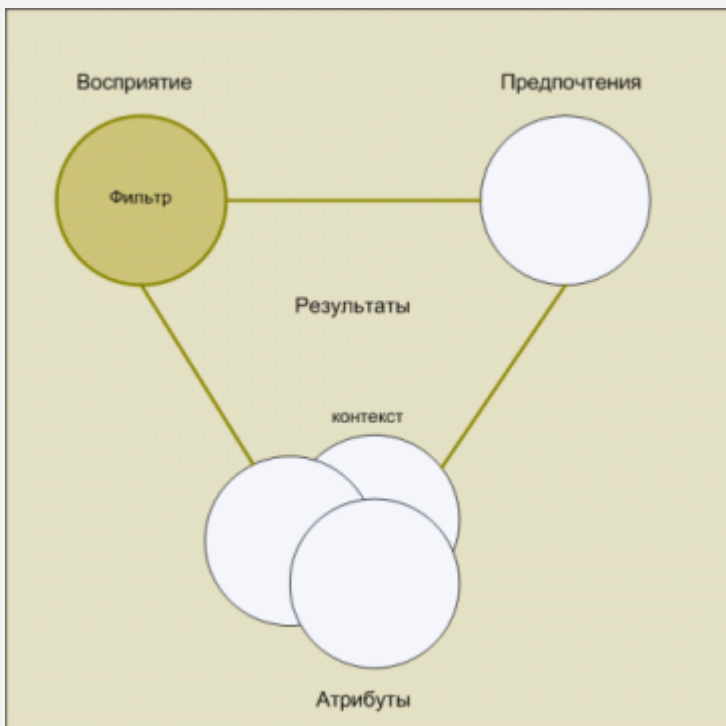 Восприятие
Предпочтения
Фильтр
Результаты
контекст
Атрибуты